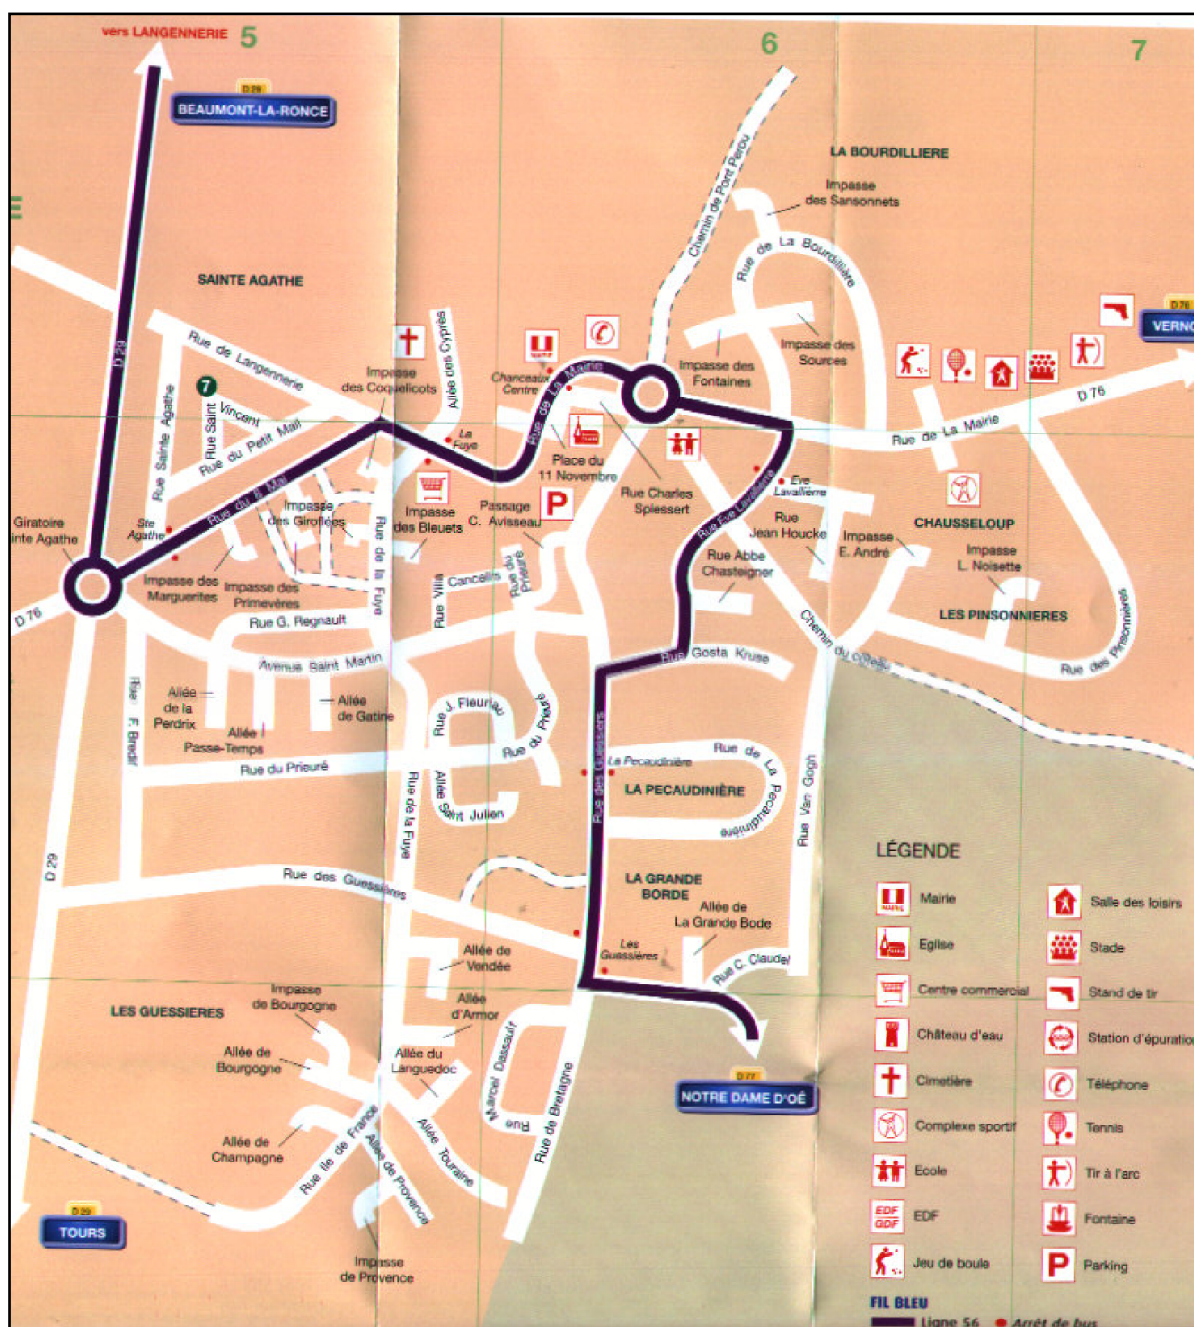 vers LANGENNERIE
5
6
7
D 29
BEAUMONT-LA-RONCE
LA BOURDILLIERE
Impasse
des Sansonnets
Chemin de Pont Perou
Rue de La Bourdillière
E
SAINTE AGATHE
D 29
Rue de Langennerie
Allée des Cyprès
MAIRIE
Impasse
des Coquelicots
Chanceaux
Centre
Rue de La Mairie
Impasse des
Fontaines
Impasse des
Sources
D 76
VERNO
D 76
7
Rue Sainte Agathe
Rue Saint
Vincent
Rue du Petit Mail
La
Fuye
Place du
11 Novembre
Rue de La Mairie
Rue Charles
Spiessert
Eve
Lavallière
Rue Eve Lavallière
Rue du 8 Mai
Impasse
des Giroflées
Impasse
des Bleuets
Passage
C. Avisseau
P
Rue
Jean Houcke
CHAUSSELOUP
Impasse
E. André
Impasse
L. Noisette
Giratoire
inte Agathe
Ste
Agathe
Impasse des
Marguerites
Impasse des
Primevères
Rue de la Fuye
Rue Villa
Cancelis
Rue du
Prieuré
Rue Abbe
Chasteigner
D 76
Rue G. Regnault
LES PINSONNIERES
Avenue Saint Martin
Rue Gosta Kruse
Chemin du coteau
Rue des Pinsonnières
Rue F. Bredif
Allée
de la
Perdrix
Allée
Passe-Temps
Allée
de Gatine
Rue J. Fleuriau
Rue du Prieuré
Rue du Prieuré
Rue des Guessiers
La Pecaudinière
LA PECAUDINIÈRE
Rue de La Pecaudinière
Rue Van Gogh
Allée
Saint Julien
Rue de la Fuye
D 29
Rue des Guessières
LA GRANDE
BORDE
Allée de
La Grande Bode
Les
Guessières
Rue C. Claudel
Allée de
Vendée
LES GUESSIERES
Impasse
de Bourgogne
Allée
d'Armor
Allée de
Bourgogne
Allée du
Languedoc
Rue
Marcel Dassault
Rue de Bretagne
D 77
NOTRE DAME D'OÉ
Allée de
Champagne
Rue Ile de France
Allée de Provence
Allée Touraine
Impasse
de Provence
D 29
TOURS
LÉGENDE
MAIRIE
Mairie
Eglise
Centre commercial
Château d'eau
Cimetière
Complexe sportif
Ecole
EDF
GDF
EDF
Jeu de boule
Salle des loisirs
Stade
Stand de tir
Station d'épuration
Téléphone
Tennis
Tir à l'arc
Fontaine
P
Parking
FIL BLEU
Ligne 56
Arrêt de bus